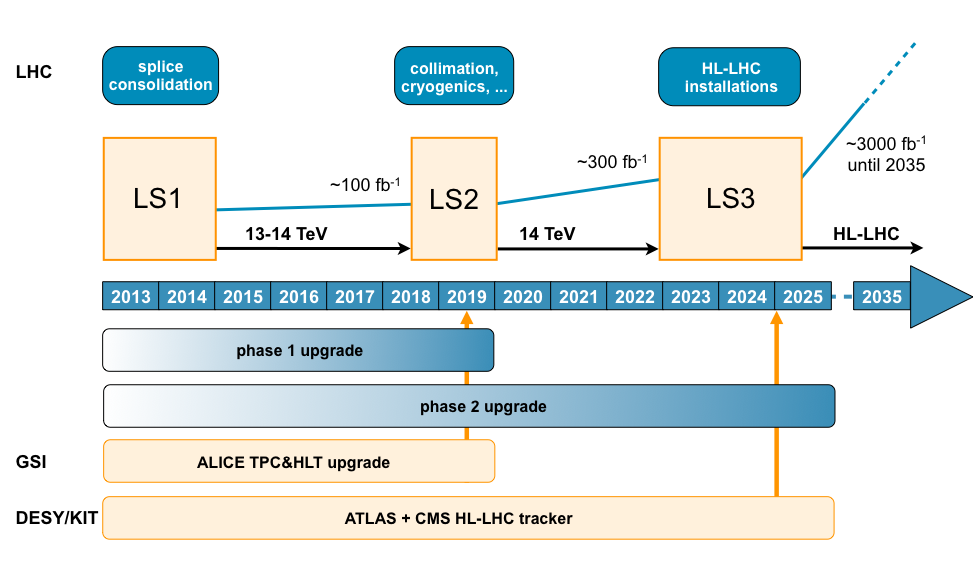 LHC
splice
consolidation
collimation,
cryogenics, ...
HL-LHC
installations
~3000 fb-1
until 2035
~300 fb-1
~100 fb-1
LS1
LS2
LS3
13-14 TeV
14 TeV
HL-LHC
2013 2014 2015 2016 2017 2018 2019 2020 2021 2022 2023 2024 2025 2035
phase 1 upgrade
phase 2 upgrade
GSI
ALICE TPC&HLT upgrade
DESY/KIT
ATLAS + CMS HL-LHC tracker